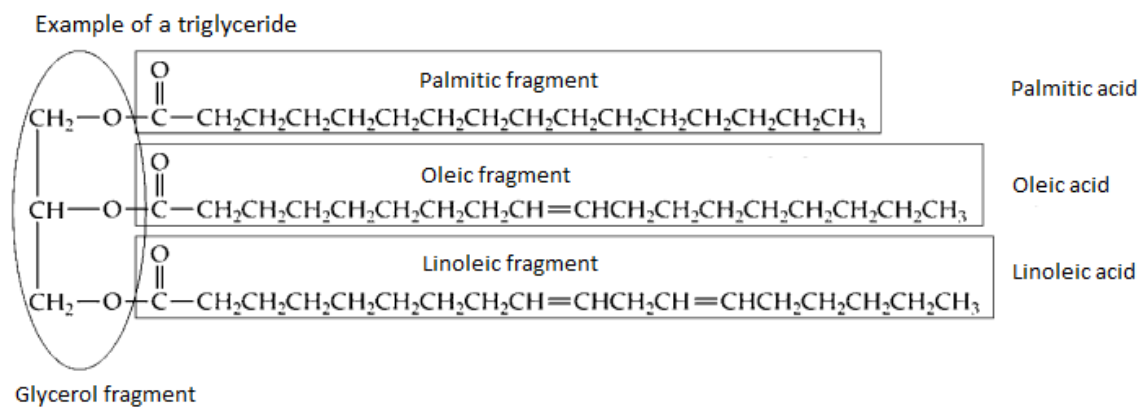 Example of a triglyceride
O
Palmitic fragment
Palmitic acid
CH₂—O—C—CH₂CH₂CH₂CH₂CH₂CH₂CH₂CH₂CH₂CH₂CH₂CH₂CH₂CH₂CH₃
O
Oleic fragment
Oleic acid
CH—O—C—CH₂CH₂CH₂CH₂CH₂CH₂CH₂CH=CHCH₂CH₂CH₂CH₂CH₂CH₂CH₂CH₃
O
Linoleic fragment
Linoleic acid
CH₂—O—C—CH₂CH₂CH₂CH₂CH₂CH₂CH₂CH=CHCH₂CH=CHCH₂CH₂CH₂CH₂CH₃
Glycerol fragment